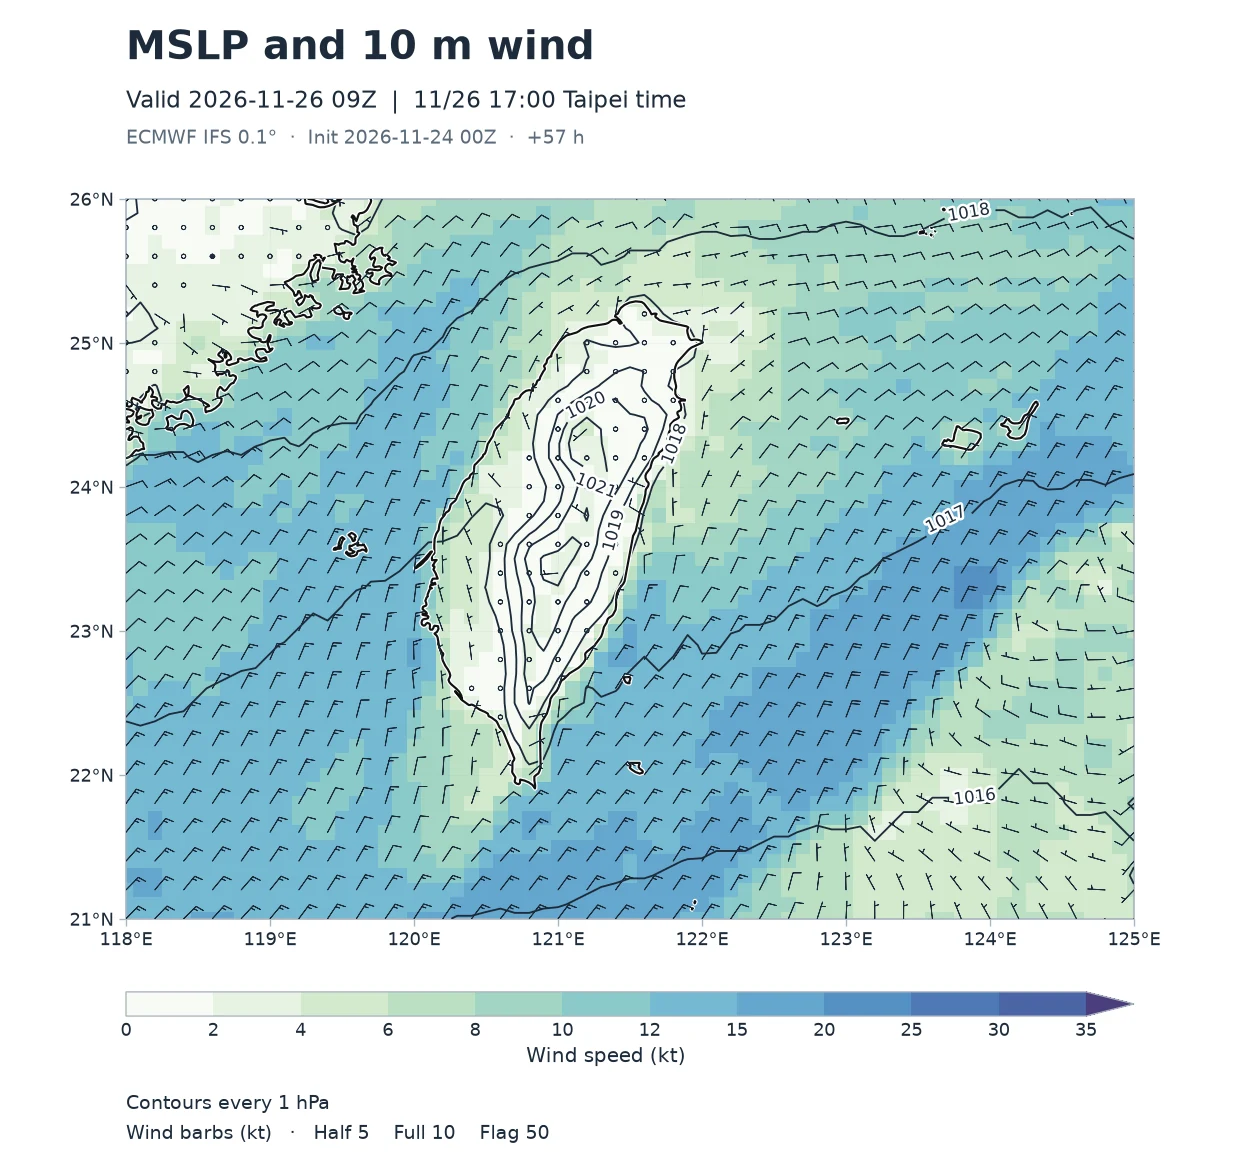 MSLP and 10 m wind
Valid 2026-11-26 09Z | 11/26 17:00 Taipei time
ECMWF IFS 0.1° · Init 2026-11-24 00Z · +57 h
26°N
25°N
24°N
23°N
22°N
21°N
1018
1020
1018
1021
1019
1017
1016
118°E 119°E 120°E 121°E 122°E 123°E 124°E 125°E
0 2 4 6 8 10 12 15 20 25 30 35
Wind speed (kt)
Contours every 1 hPa
Wind barbs (kt) · Half 5 Full 10 Flag 50